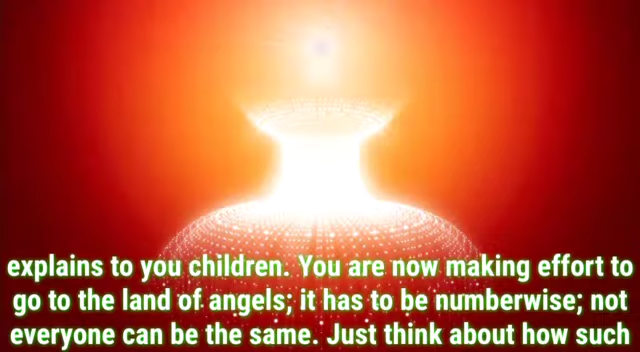 explains to you children. You are now making effort to
go to the land of angels; it has to be numberwise; not
everyone can be the same. Just think about how such